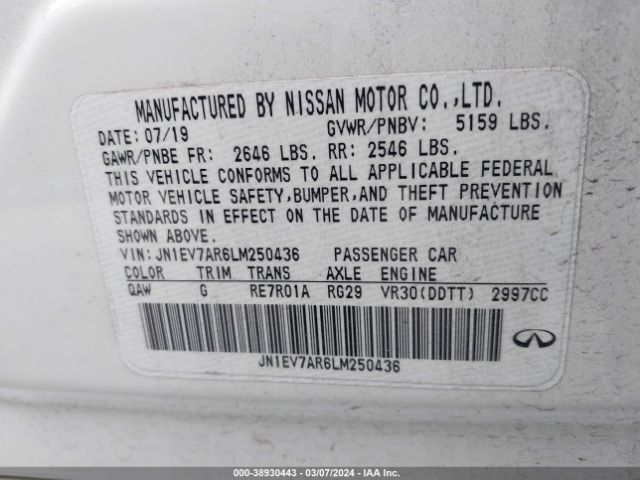 MANUFACTURED BY NISSAN MOTOR CO.,LTD.
DATE: 07/19 GVWR/PNBV: 5159 LBS.
GAWR/PNBE FR: 2646 LBS. RR: 2546 LBS.
THIS VEHICLE CONFORMS TO ALL APPLICABLE FEDERAL
MOTOR VEHICLE SAFETY,BUMPER,AND THEFT PREVENTION
STANDARDS IN EFFECT ON THE DATE OF MANUFACTURE
SHOWN ABOVE.
VIN: JN1EV7AR6LM250436 PASSENGER CAR
COLOR TRIM TRANS AXLE ENGINE
QAW G RE7R01A RG29 VR30(DDTT) 2997CC
JN1EV7AR6LM250436
INFINITI
000-38930443 — 03/07/2024 — IAA Inc.